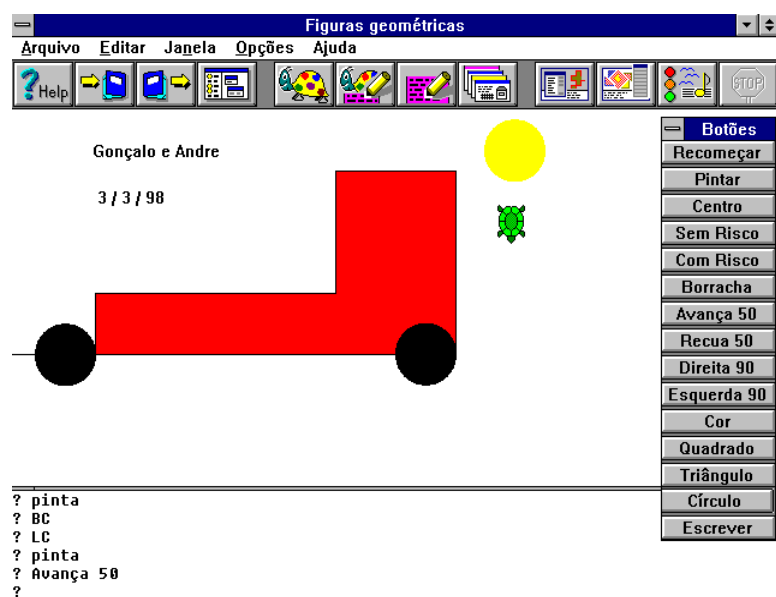 Figuras geométricas
Arquivo Editar Janela Opções Ajuda
? Help
STOP
Gonçalo e Andre
3 / 3 / 98
Botões
Recomeçar
Pintar
Centro
Sem Risco
Com Risco
Borracha
Avança 50
Recua 50
Direita 90
Esquerda 90
Cor
Quadrado
Triângulo
Círculo
Escrever
? pinta
? BC
? LC
? pinta
? Avança 50
?